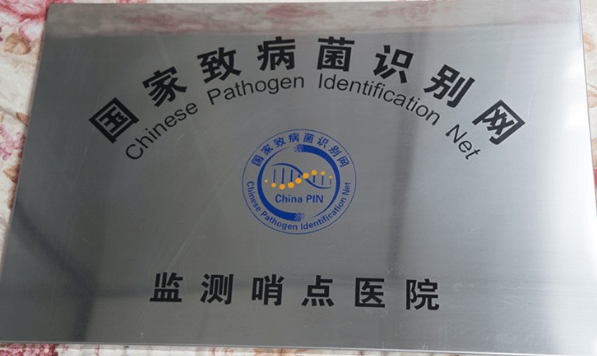 国家致病菌识别网
Chinese Pathogen Identification Net
国家致病菌识别网
China PIN
Chinese Pathogen Identification Net
监测哨点医院